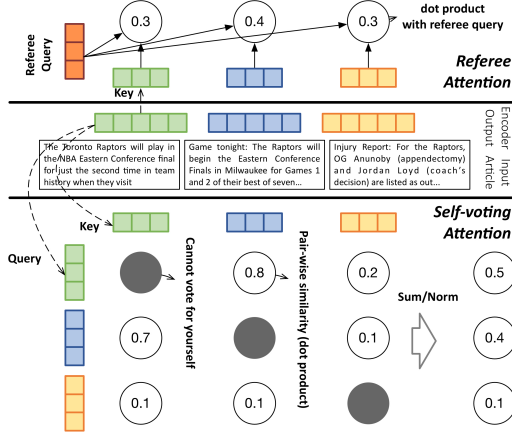 0.3
0.4
0.3
dot product
with referee query
Referee
Query
Key
Referee
Attention
Encoder Input
Output Article
The Toronto Raptors will play in
the NBA Eastern Conference final
for just the second time in team
history when they visit
Game tonight: The Raptors will
begin the Eastern Conference
Finals in Milwaukee for Games 1
and 2 of their best of seven...
Injury Report: For the Raptors,
OG Anunoby (appendectomy)
and Jordan Loyd (coach's
decision) are listed as out...
Self-voting
Attention
Key
Query
Cannot vote for
yourself
Pair-wise similarity (dot product)
0.8
0.2
0.5
Sum/Norm
0.7
0.1
0.4
0.1
0.1
0.1